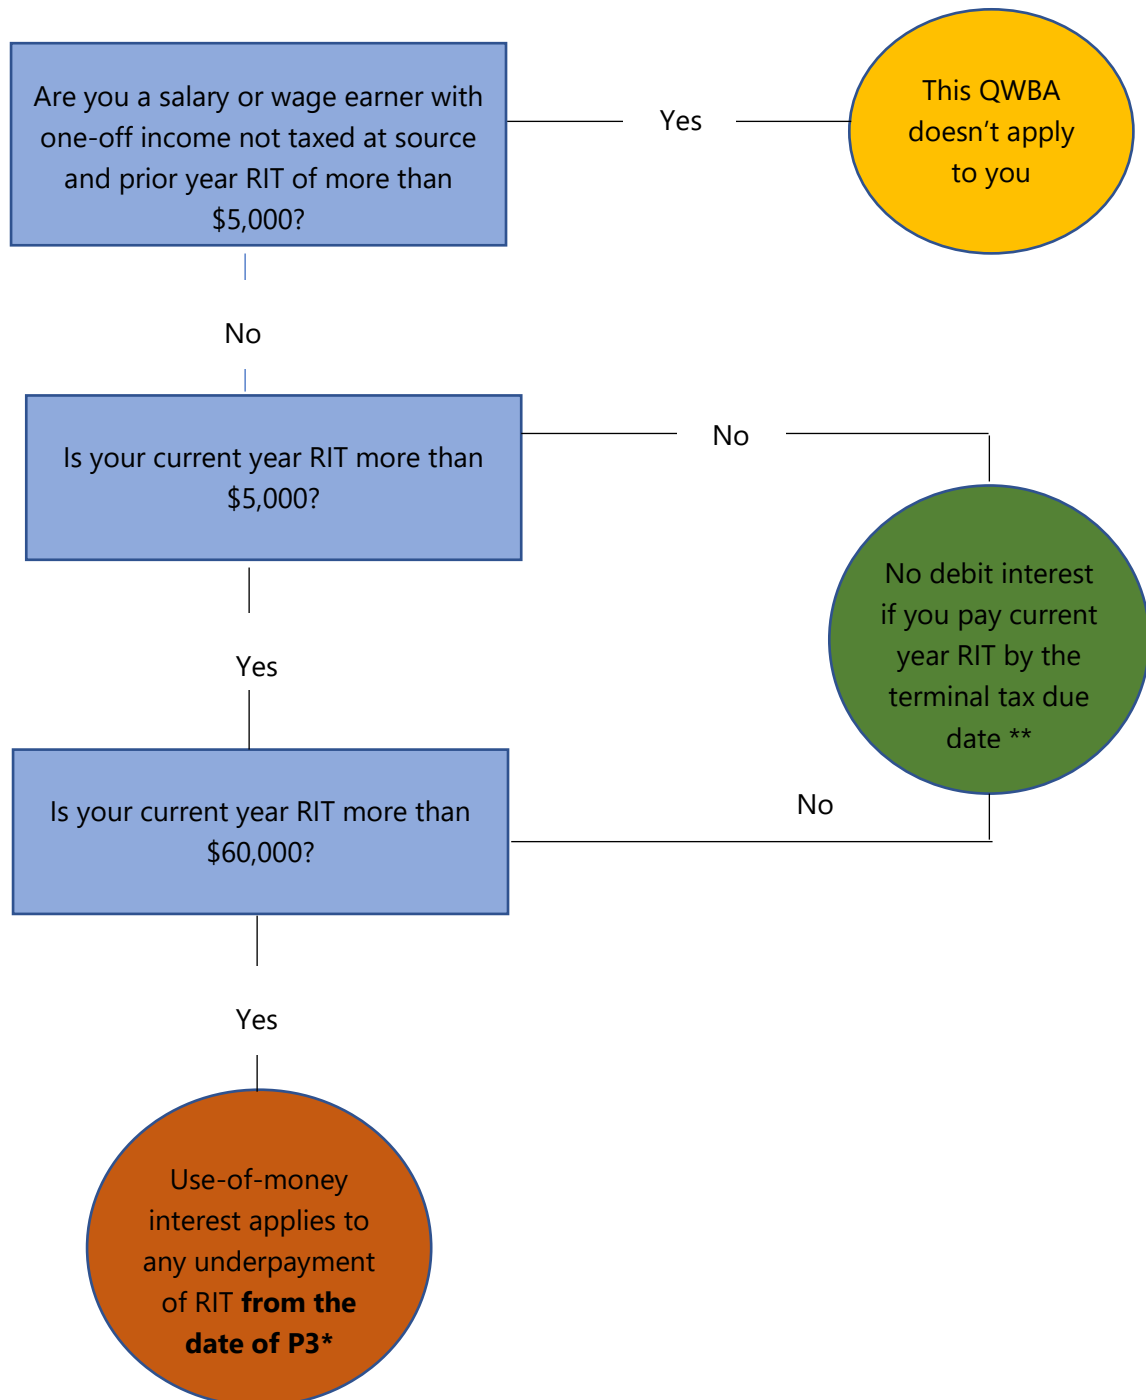 Are you a salary or wage earner with
one-off income not taxed at source
and prior year RIT of more than
$5,000?
Yes
This QWBA
doesn't apply
to you
No
Is your current year RIT more than
$5,000?
No
No debit interest
if you pay current
year RIT by the
terminal tax due
date **
Yes
Is your current year RIT more than
$60,000?
No
Yes
Use-of-money
interest applies to
any underpayment
of RIT from the
date of P3*